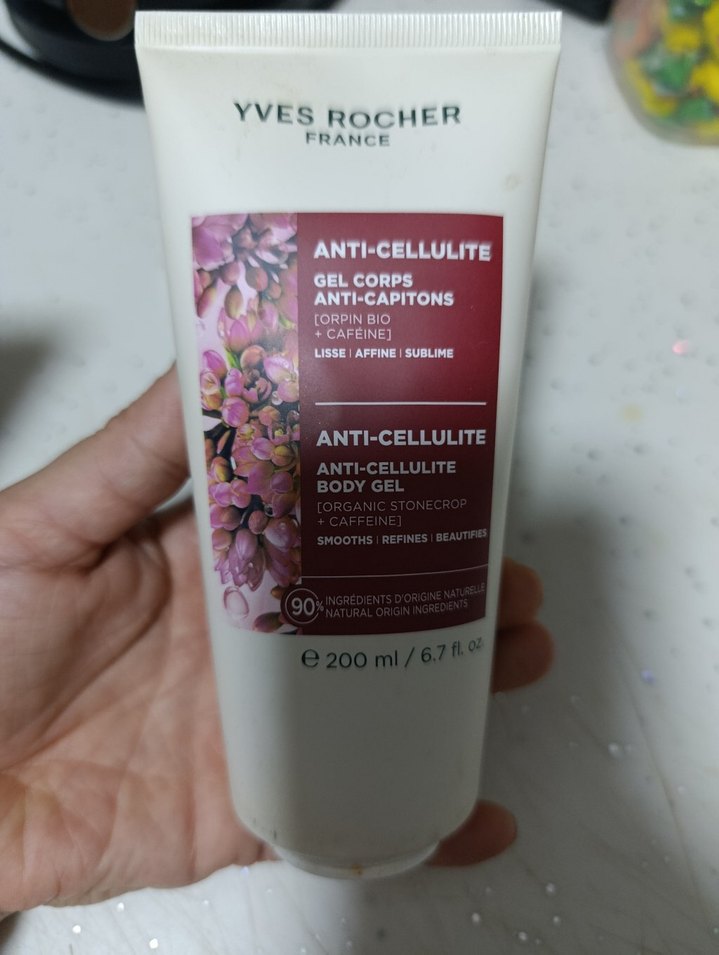 YVES ROCHER
FRANCE
ANTI-CELLULITE
GEL CORPS
ANTI-CAPITONS
[ORPIN BIO
+ CAFÉINE]
LISSE | AFFINE | SUBLIME
ANTI-CELLULITE
ANTI-CELLULITE
BODY GEL
[ORGANIC STONECROP
+ CAFFEINE]
SMOOTHS | REFINES | BEAUTIFIES
90% INGRÉDIENTS D'ORIGINE NATURELLE
NATURAL ORIGIN INGREDIENTS
℮ 200 ml / 6.7 fl. oz.